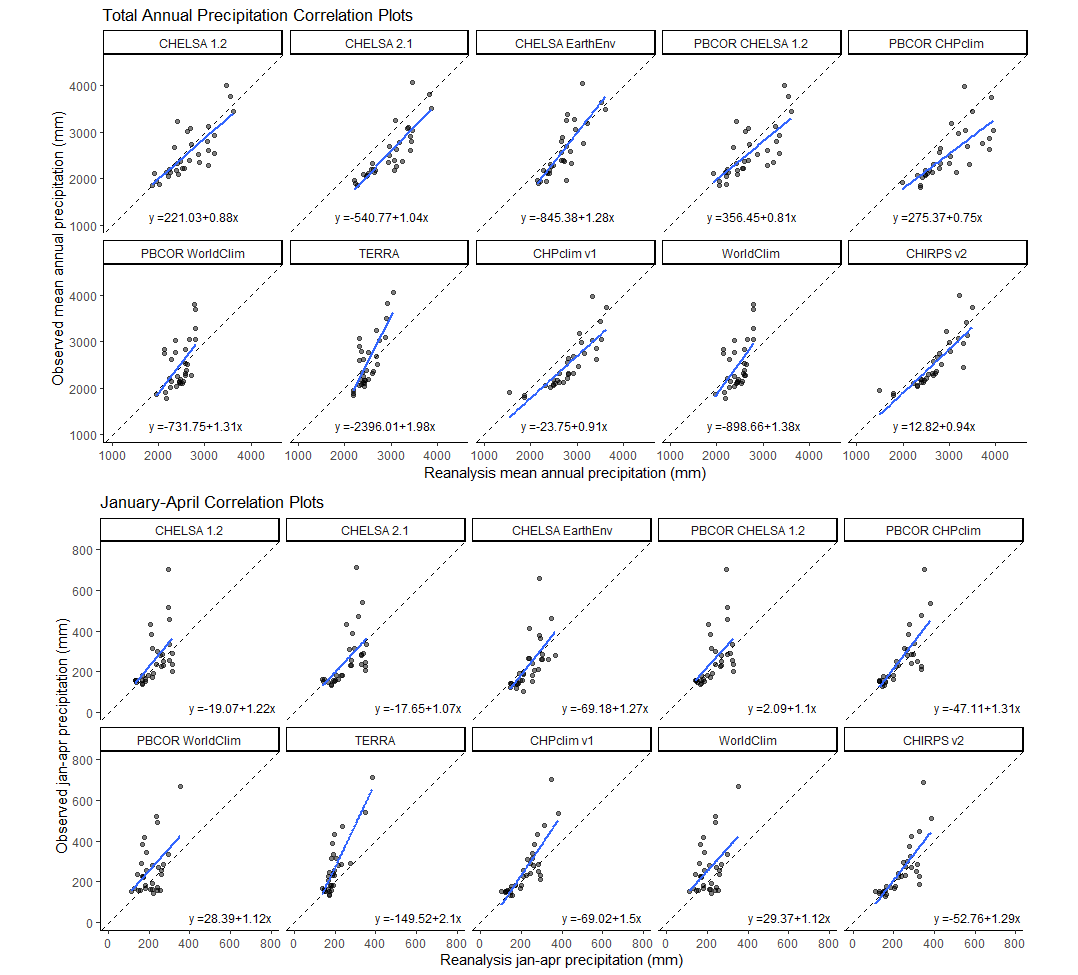 Total Annual Precipitation Correlation Plots
CHELSA 1.2 CHELSA 2.1 CHELSA EarthEnv PBCOR CHELSA 1.2 PBCOR CHPclim
4000
3000
2000
1000
y =221.03+0.88x y =-540.77+1.04x y =-845.38+1.28x y =356.45+0.81x y =275.37+0.75x
Observed mean annual precipitation (mm)
PBCOR WorldClim TERRA CHPclim v1 WorldClim CHIRPS v2
4000
3000
2000
1000
y =-731.75+1.31x y =-2396.01+1.98x y =-23.75+0.91x y =-898.66+1.38x y =12.82+0.94x
1000 2000 3000 4000 1000 2000 3000 4000 1000 2000 3000 4000 1000 2000 3000 4000 1000 2000 3000 4000
Reanalysis mean annual precipitation (mm)
January-April Correlation Plots
CHELSA 1.2 CHELSA 2.1 CHELSA EarthEnv PBCOR CHELSA 1.2 PBCOR CHPclim
800
600
400
200
0
y =-19.07+1.22x y =-17.65+1.07x y =-69.18+1.27x y =2.09+1.1x y =-47.11+1.31x
Observed jan-apr precipitation (mm)
PBCOR WorldClim TERRA CHPclim v1 WorldClim CHIRPS v2
800
600
400
200
0
y =28.39+1.12x y =-149.52+2.1x y =-69.02+1.5x y =29.37+1.12x y =-52.76+1.29x
0 200 400 600 800 0 200 400 600 800 0 200 400 600 800 0 200 400 600 800 0 200 400 600 800
Reanalysis jan-apr precipitation (mm)